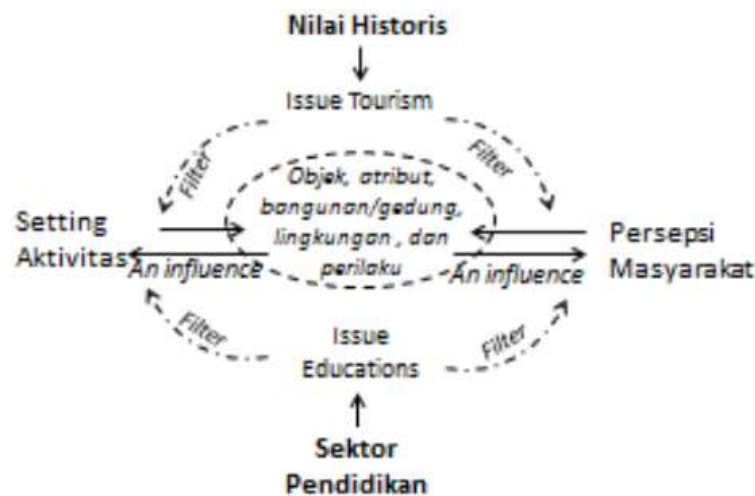 Nilai Historis
Issue Tourism
Filter
Filter
Objek, atribut,
bangunan/gedung,
lingkungan , dan
perilaku
Setting
Aktivitas
An influence
An influence
Persepsi
Masyarakat
Filter
Filter
Issue
Educations
Sektor
Pendidikan